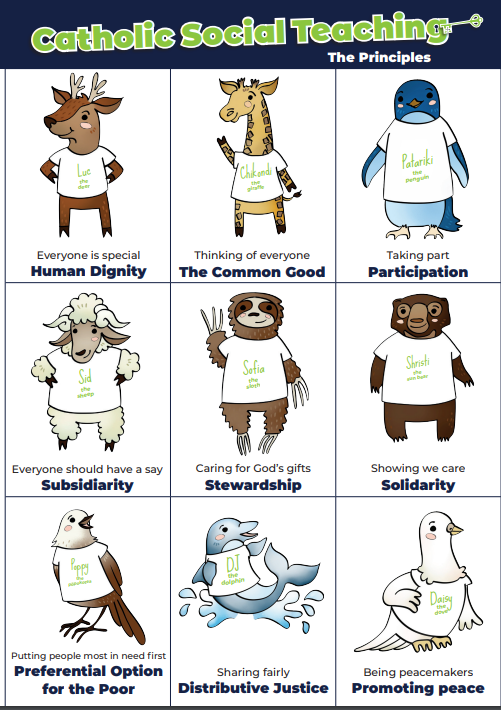 Catholic Social Teaching
The Principles
Luc
the
deer
Chikondi
the
giraffe
Patariki
the
penguin
Everyone is special
Human Dignity
Thinking of everyone
The Common Good
Taking part
Participation
Sid
the
sheep
Sofia
the
sloth
Shristi
the
sun bear
Everyone should have a say
Subsidiarity
Caring for God's gifts
Stewardship
Showing we care
Solidarity
Poppy
the
DJ
the
dolphin
Daisy
the
dove
Putting people most in need first
Preferential Option
for the Poor
Sharing fairly
Distributive Justice
Being peacemakers
Promoting peace